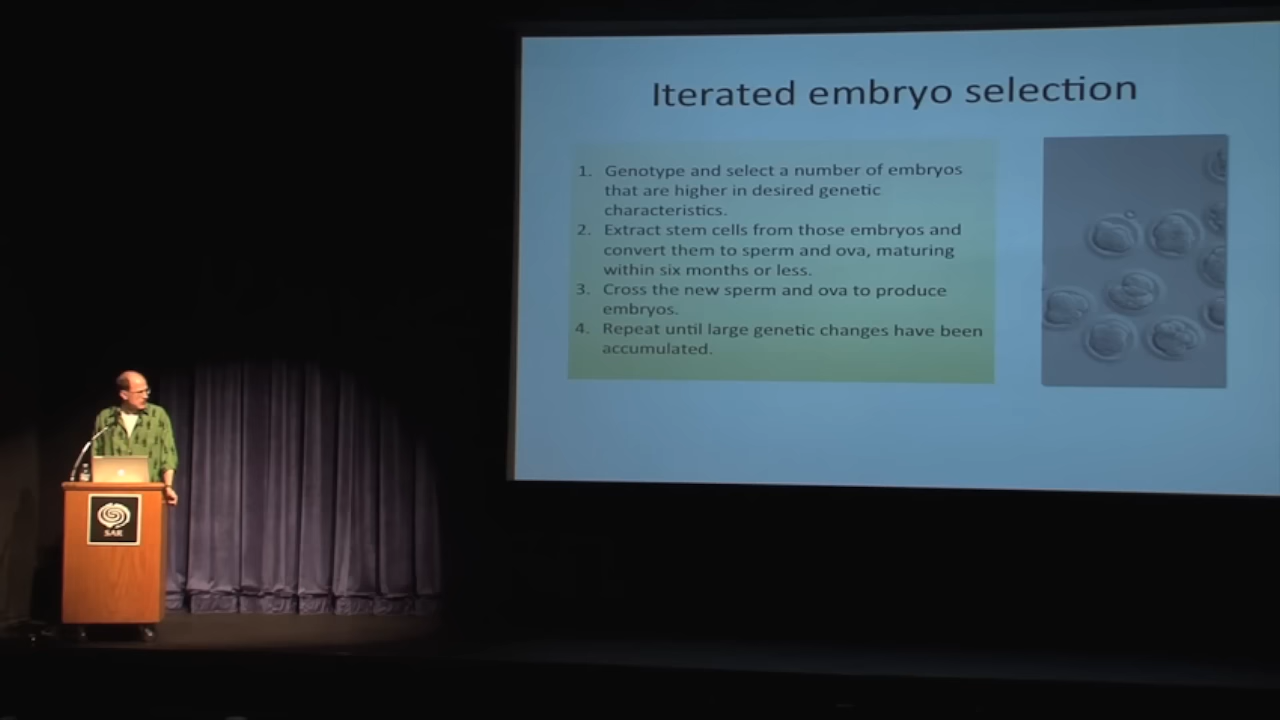 Iterated embryo selection
1. Genotype and select a number of embryos
that are higher in desired genetic
characteristics.
2. Extract stem cells from those embryos and
convert them to sperm and ova, maturing
within six months or less.
3. Cross the new sperm and ova to produce
embryos.
4. Repeat until large genetic changes have been
accumulated.
SAR